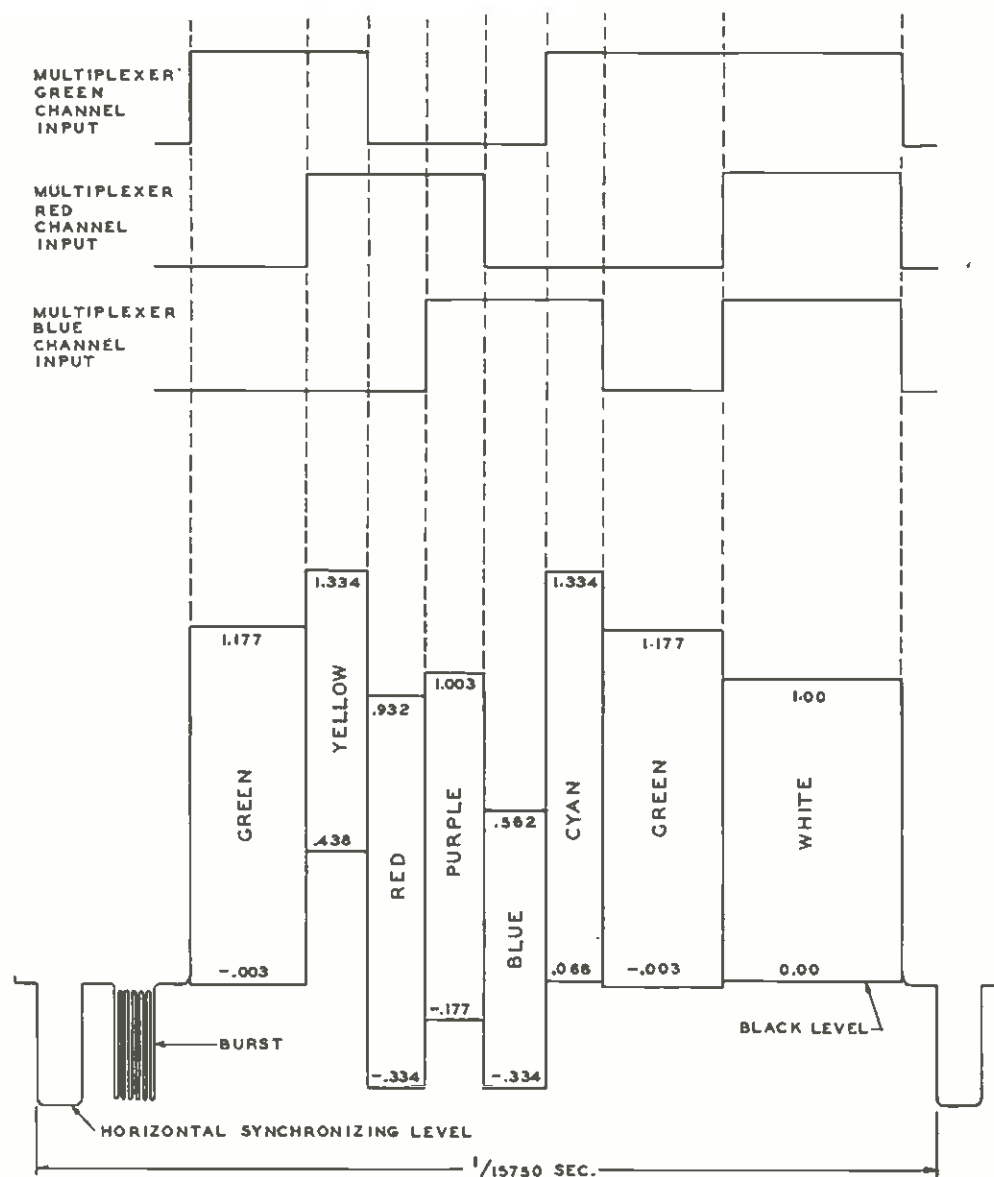 MULTIPLEXER
GREEN
CHANNEL
INPUT
MULTIPLEXER
RED
CHANNEL
INPUT
MULTIPLEXER
BLUE
CHANNEL
INPUT
1.334
1.334
1.177
1.177
1.003
1.00
.932
YELLOW
GREEN
RED
PURPLE
.562
BLUE
CYAN
GREEN
WHITE
.438
-.003
.066
-.003
0.00
-.177
BLACK LEVEL
BURST
-.334
-.334
HORIZONTAL SYNCHRONIZING LEVEL
1/15750 SEC.